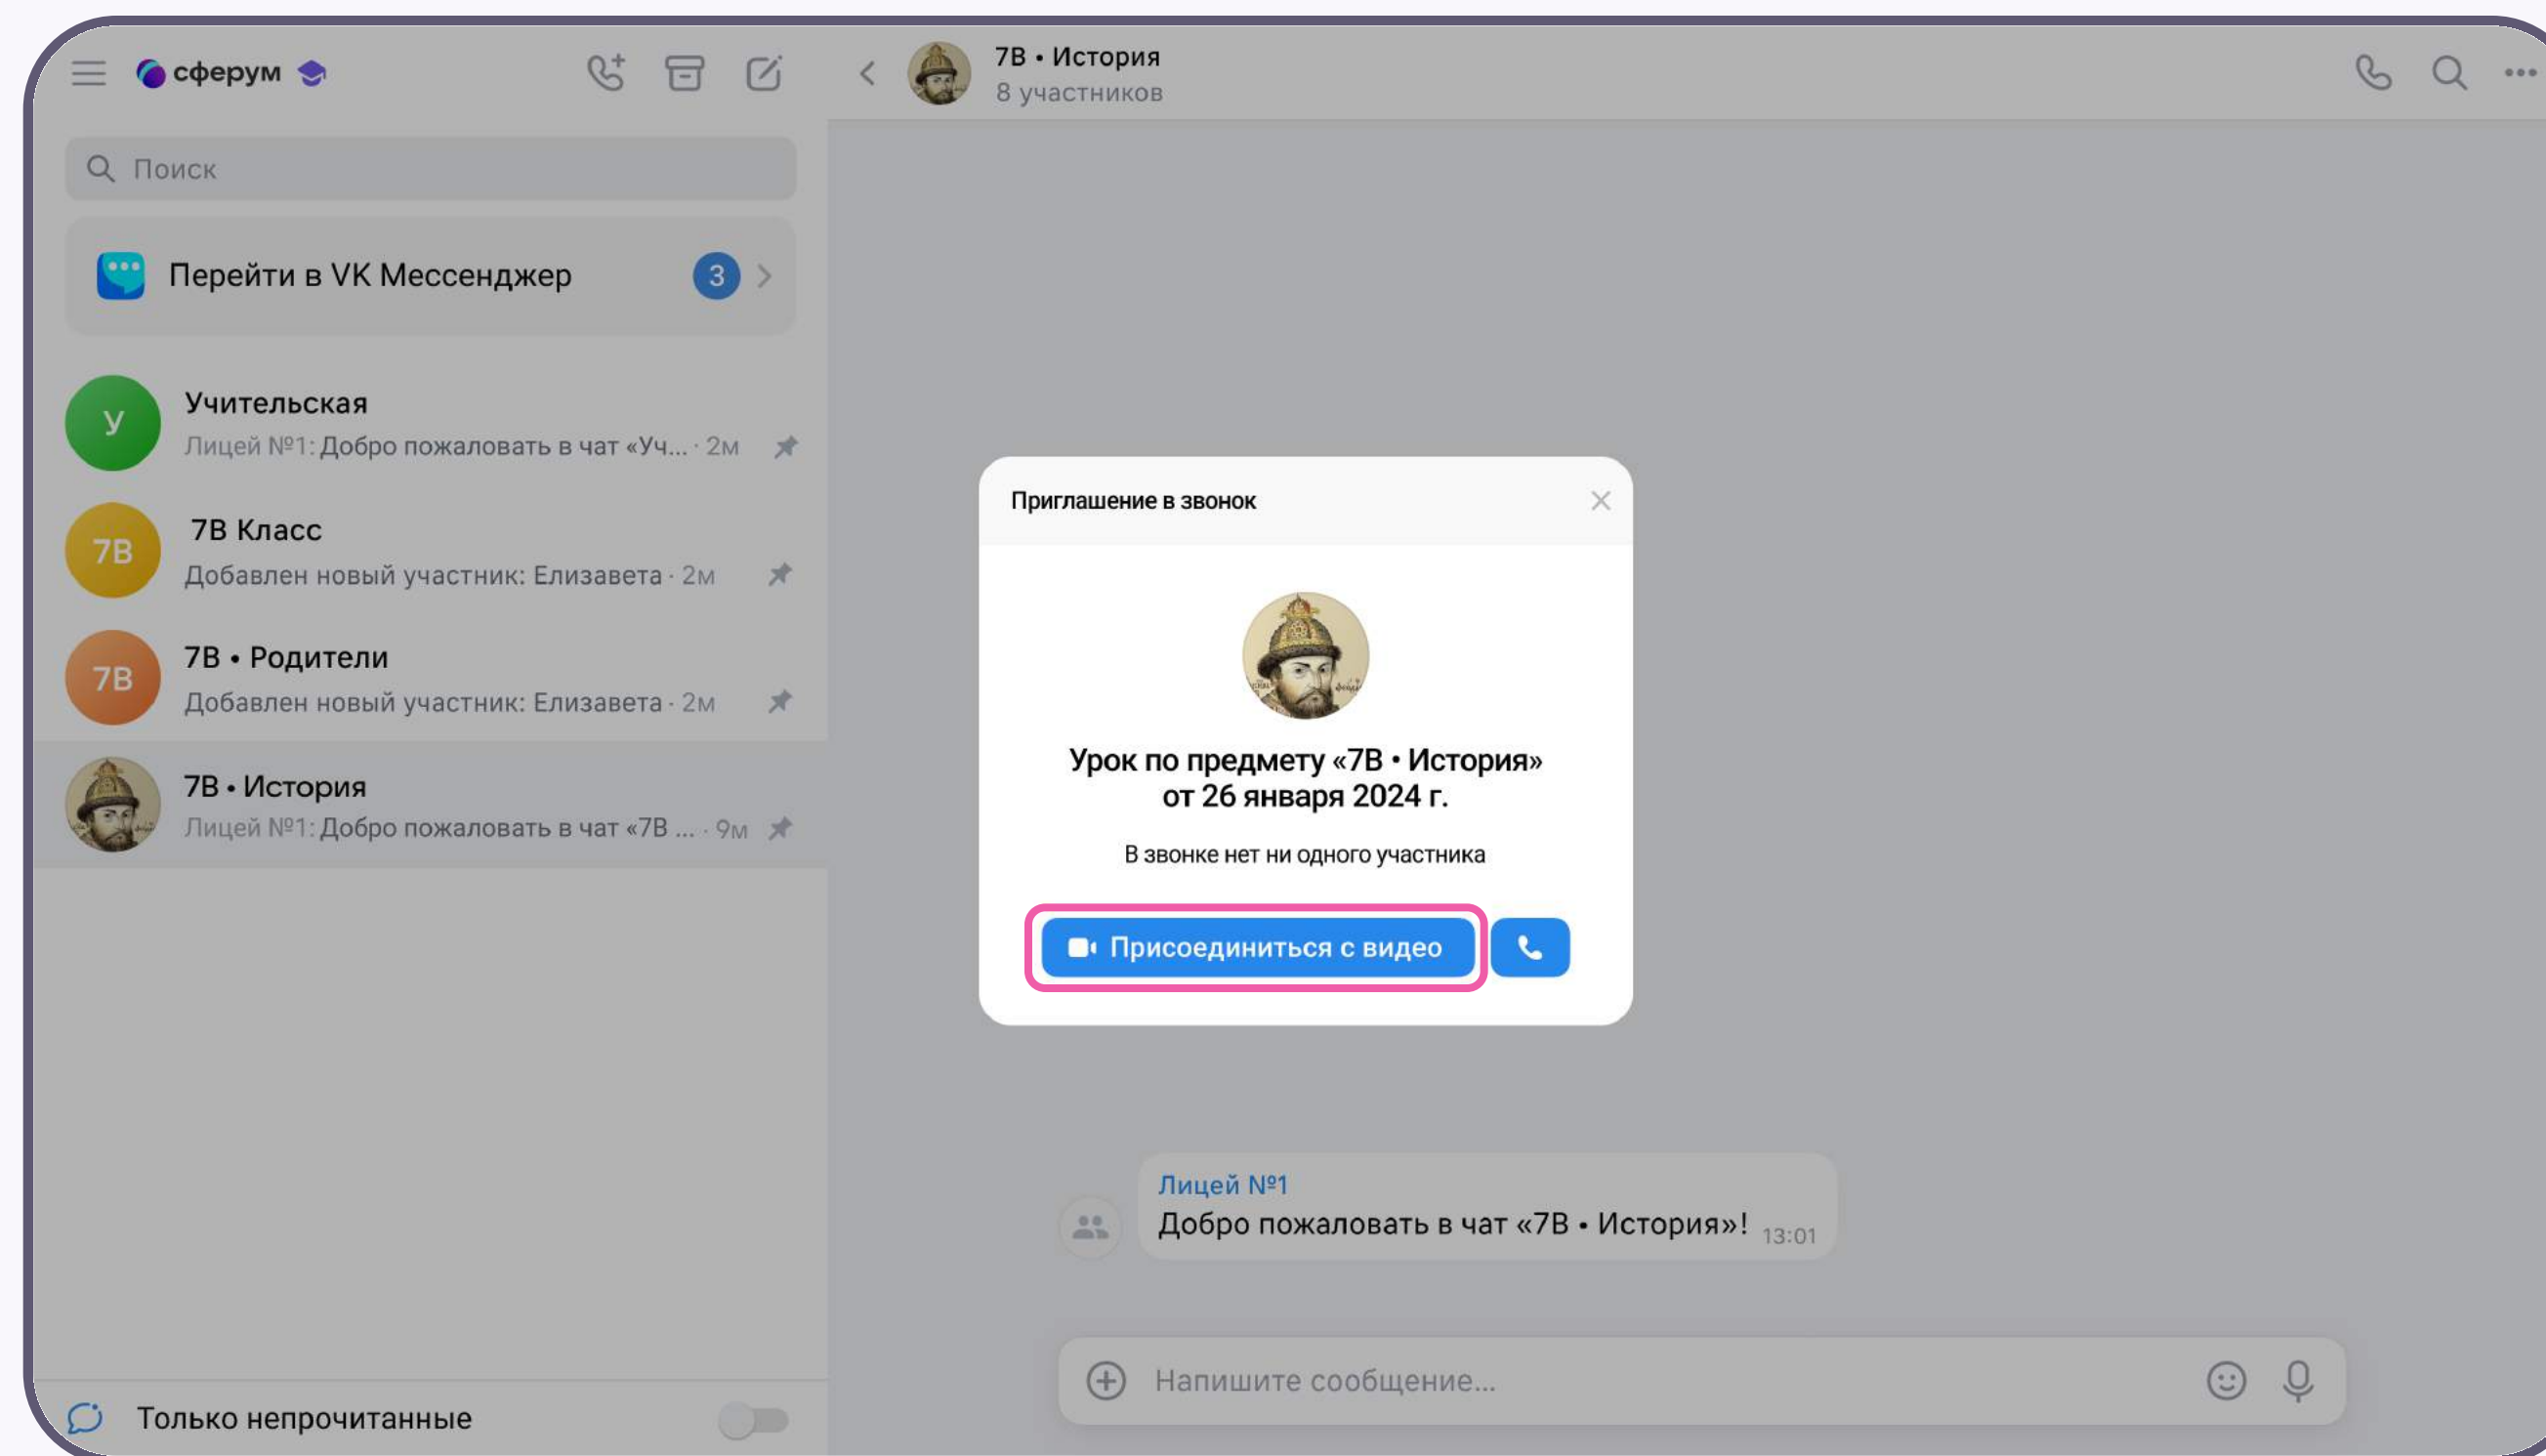 сферум
Поиск
Перейти в VK Мессенджер
3
У
Учительская
Лицей №1: Добро пожаловать в чат «Уч... · 2м
7В
7В Класс
Добавлен новый участник: Елизавета · 2м
7В
7В • Родители
Добавлен новый участник: Елизавета · 2м
7В • История
Лицей №1: Добро пожаловать в чат «7В ... · 9м
Только непрочитанные
7В • История
8 участников
Приглашение в звонок
Урок по предмету «7В • История»
от 26 января 2024 г.
В звонке нет ни одного участника
Присоединиться с видео
Лицей №1
Добро пожаловать в чат «7В • История»! 13:01
Напишите сообщение...